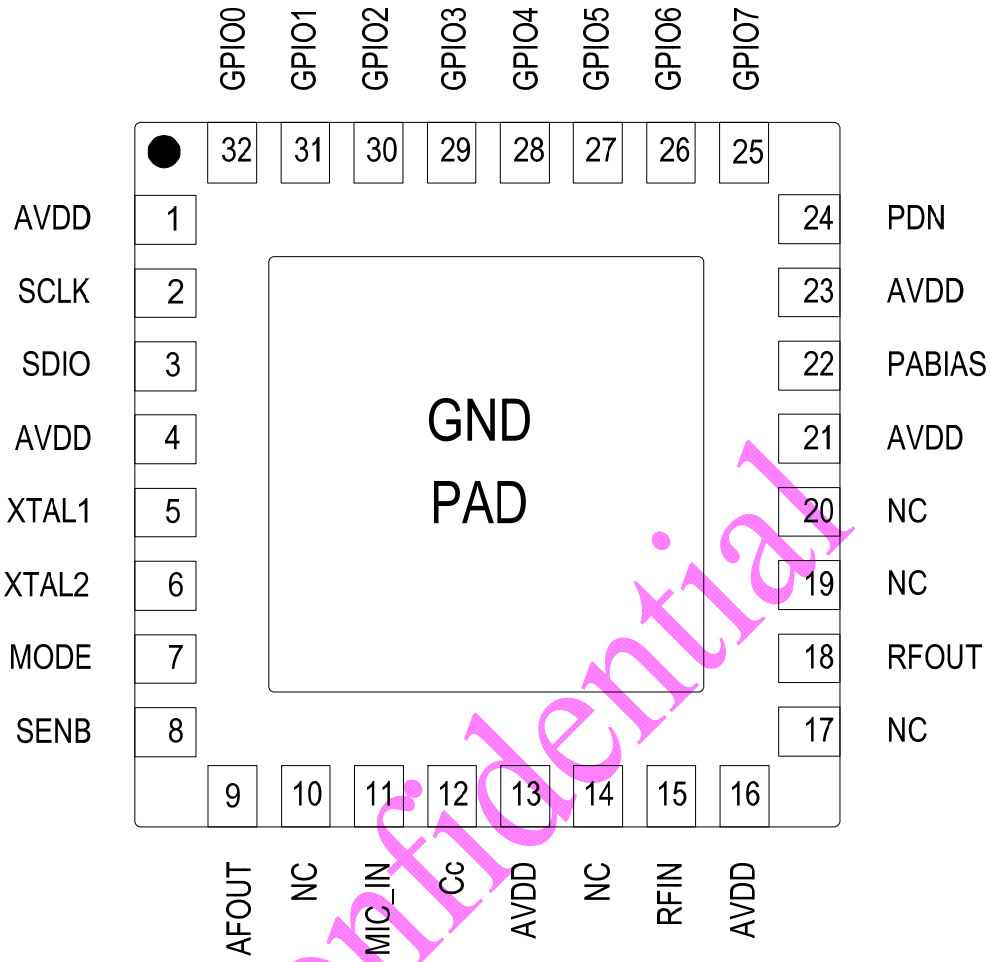 GPIO0
GPIO1
GPIO2
GPIO3
GPIO4
GPIO5
GPIO6
GPIO7
32 31 30 29 28 27 26 25
AVDD 1
SCLK 2
SDIO 3
AVDD 4
XTAL1 5
XTAL2 6
MODE 7
SENB 8
GND
PAD
24 PDN
23 AVDD
22 PABIAS
21 AVDD
20 NC
19 NC
18 RFOUT
17 NC
9 10 11 12 13 14 15 16
AFOUT
NC
MIC_IN
Cc
AVDD
NC
RFIN
AVDD
nfidential